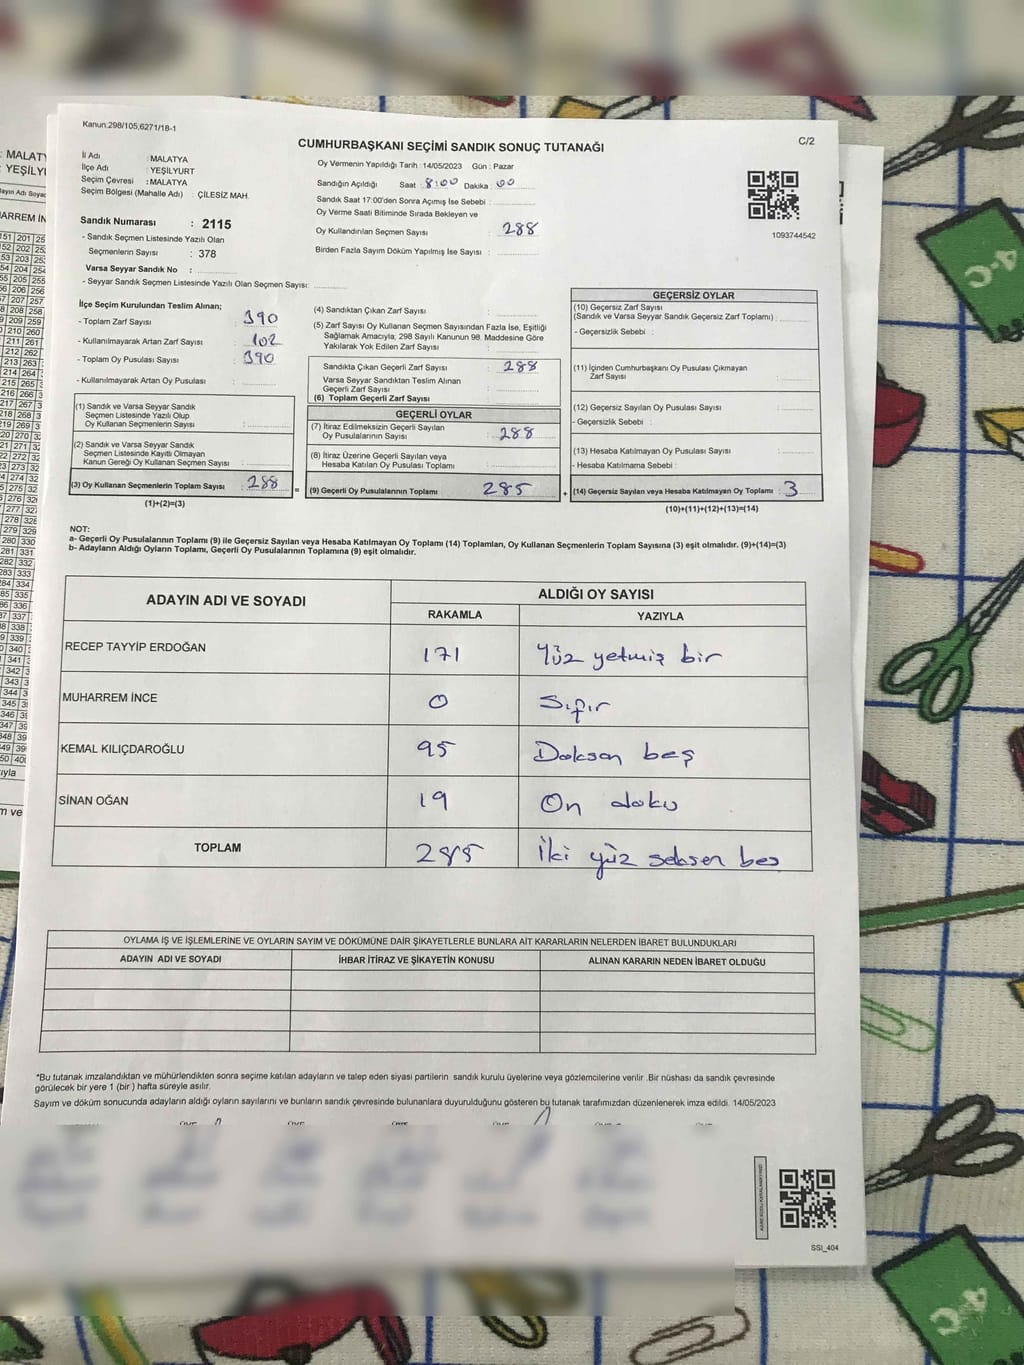 Kanun.298/105,6271/18-1
C/2
CUMHURBAŞKANI SEÇİMİ SANDIK SONUÇ TUTANAĞI
İl Adı : MALATYA
İlçe Adı : YEŞİLYURT
Seçim Çevresi : MALATYA
Seçim Bölgesi (Mahalle Adı) : ÇİLESİZ MAH.
Sandık Numarası : 2115
- Sandık Seçmen Listesinde Yazılı Olan
Seçmenlerin Sayısı : 378
Varsa Seyyar Sandık No :
- Seyyar Sandık Seçmen Listesinde Yazılı Olan Seçmen Sayısı:
Oy Vermenin Yapıldığı Tarih : 14/05/2023 Gün : Pazar
Sandığın Açıldığı Saat : 8:00 Dakika : 00
Sandık Saat 17:00'den Sonra Açımış İse Sebebi :
Oy Verme Saati Bitiminde Sırada Bekleyen ve
Oy Kullandırılan Seçmen Sayısı : 288
Birden Fazla Sayım Döküm Yapılmış İse Sayısı :
1093744542
İlçe Seçim Kurulundan Teslim Alınan;
- Toplam Zarf Sayısı : 390
- Kullanılmayarak Artan Zarf Sayısı : 102
- Toplam Oy Pusulası Sayısı : 390
- Kullanılmayarak Artan Oy Pusulası :
(1) Sandık ve Varsa Seyyar Sandık
Seçmen Listesinde Yazılı Olup
Oy Kullanan Seçmenlerin Sayıtı :
(2) Sandık ve Varsa Seyyar Sandık
Seçmen Listesinde Kayıtlı Olmayan
Kanun Gereği Oy Kullanan Seçmen Sayısı :
(3) Oy Kullanan Seçmenlerin Toplam Sayısı : 288
(1)+(2)=(3)
(4) Sandıktan Çıkan Zarf Sayısı :
(5) Zarf Sayısı Oy Kullanan Seçmen Sayısından Fazla İse, Eşitliği
Sağlamak Amacıyla; 298 Sayılı Kanunun 98. Maddesine Göre
Yakılarak Yok Edilen Zarf Sayısı :
Sandıkta Çıkan Geçerli Zarf Sayısı : 288
Varsa Seyyar Sandıktan Teslim Alınan
Geçerli Zarf Sayısı :
(6) Toplam Geçerli Zarf Sayısı :
GEÇERLİ OYLAR
(7) İtiraz Edilmeksizin Geçerli Sayılan
Oy Pusulalarının Sayısı : 288
(8) İtiraz Üzerine Geçerli Sayılan veya
Hesaba Katılan Oy Pusulası Toplamı :
= (9) Geçerli Oy Pusulalarının Toplamı : 285
GEÇERSİZ OYLAR
(10) Geçersiz Zarf Sayısı
(Sandık ve Varsa Seyyar Sandık Geçersiz Zarf Toplamı) :
- Geçersizlik Sebebi :
(11) İçinden Cumhurbaşkanı Oy Pusulası Çıkmayan
Zarf Sayısı :
(12) Geçersiz Sayılan Oy Pusulası Sayısı :
- Geçersizlik Sebebi :
(13) Hesaba Katılmayan Oy Pusulası Sayısı :
- Hesaba Katılmama Sebebi :
+ (14) Geçersiz Sayılan veya Hesaba Katılmayan Oy Toplamı : 3
(10)+(11)+(12)+(13)=(14)
NOT:
a- Geçerli Oy Pusulalarının Toplamı (9) ile Geçersiz Sayılan veya Hesaba Katılmayan Oy Toplamı (14) Toplamları, Oy Kullanan Seçmenlerin Toplam Sayısına (3) eşit olmalıdır. (9)+(14)=(3)
b- Adayların Aldığı Oyların Toplamı, Geçerli Oy Pusulalarının Toplamına (9) eşit olmalıdır.
ADAYIN ADI VE SOYADI
ALDIĞI OY SAYISI
RAKAMLA YAZIYLA
RECEP TAYYİP ERDOĞAN 171 Yüz yetmiş bir
MUHARREM İNCE 0 Sıfır
KEMAL KILIÇDAROĞLU 95 Doksan beş
SİNAN OĞAN 19 On doku
TOPLAM 285 İki yüz seksen beş
OYLAMA İŞ VE İŞLEMLERİNE VE OYLARIN SAYIM VE DÖKÜMÜNE DAİR ŞİKAYETLERLE BUNLARA AİT KARARLARIN NELERDEN İBARET BULUNDUKLARI
ADAYIN ADI VE SOYADI İHBAR İTİRAZ VE ŞİKAYETİN KONUSU ALINAN KARARIN NEDEN İBARET OLDUĞU
*Bu tutanak imzalandıktan ve mühürlendikten sonra seçime katılan adayların ve talep eden siyasi partilerin sandık kurulu üyelerine veya gözlemcilerine verilir .Bir nüshası da sandık çevresinde
görülecek bir yere 1 (bir ) hafta süreyle asılır.
Sayım ve döküm sonucunda adayların aldığı oyların sayılarını ve bunların sandık çevresinde bulunanlara duyurulduğunu gösteren bu tutanak tarafımızdan düzenlenerek imza edildi. 14/05/2023
SSI_404
4-C
4-C